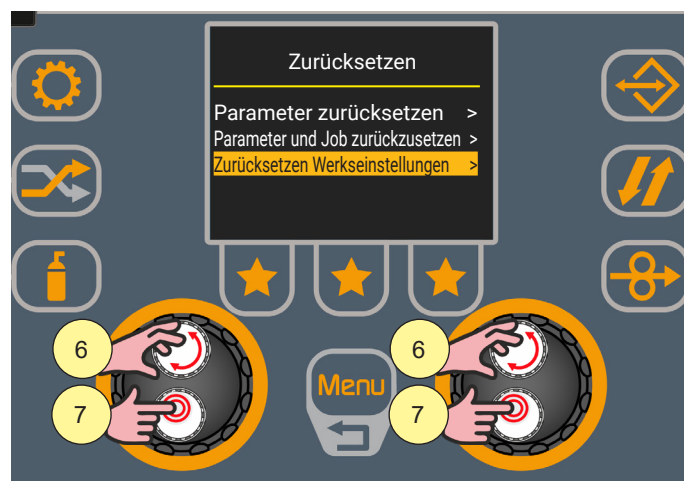 Zurücksetzen
Parameter zurücksetzen >
Parameter und Job zurückzusetzen >
Zurücksetzen Werkseinstellungen >
6
6
Menu
7
7